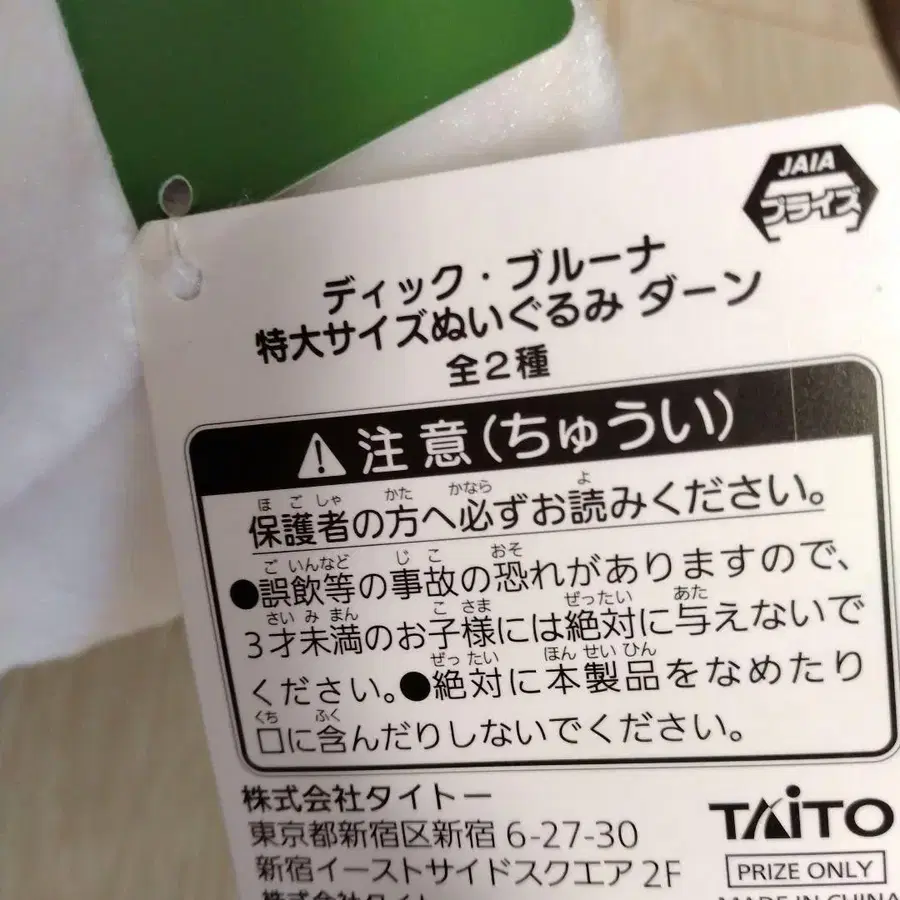 JAIA
プライズ
ディック・ブルーナ
特大サイズぬいぐるみ ダーン
全2種
注意(ちゅうい)
保護者の方へ必ずお読みください。
●誤飲等の事故の恐れがありますので、
3才未満のお子様には絶対に与えないで
ください。●絶対に本製品をなめたり
口に含んだりしないでください。
株式会社タイトー
東京都新宿区新宿 6-27-30
新宿イーストサイドスクエア 2F
TAITO
PRIZE ONLY
MADE IN CHINA
株式会社タイトー